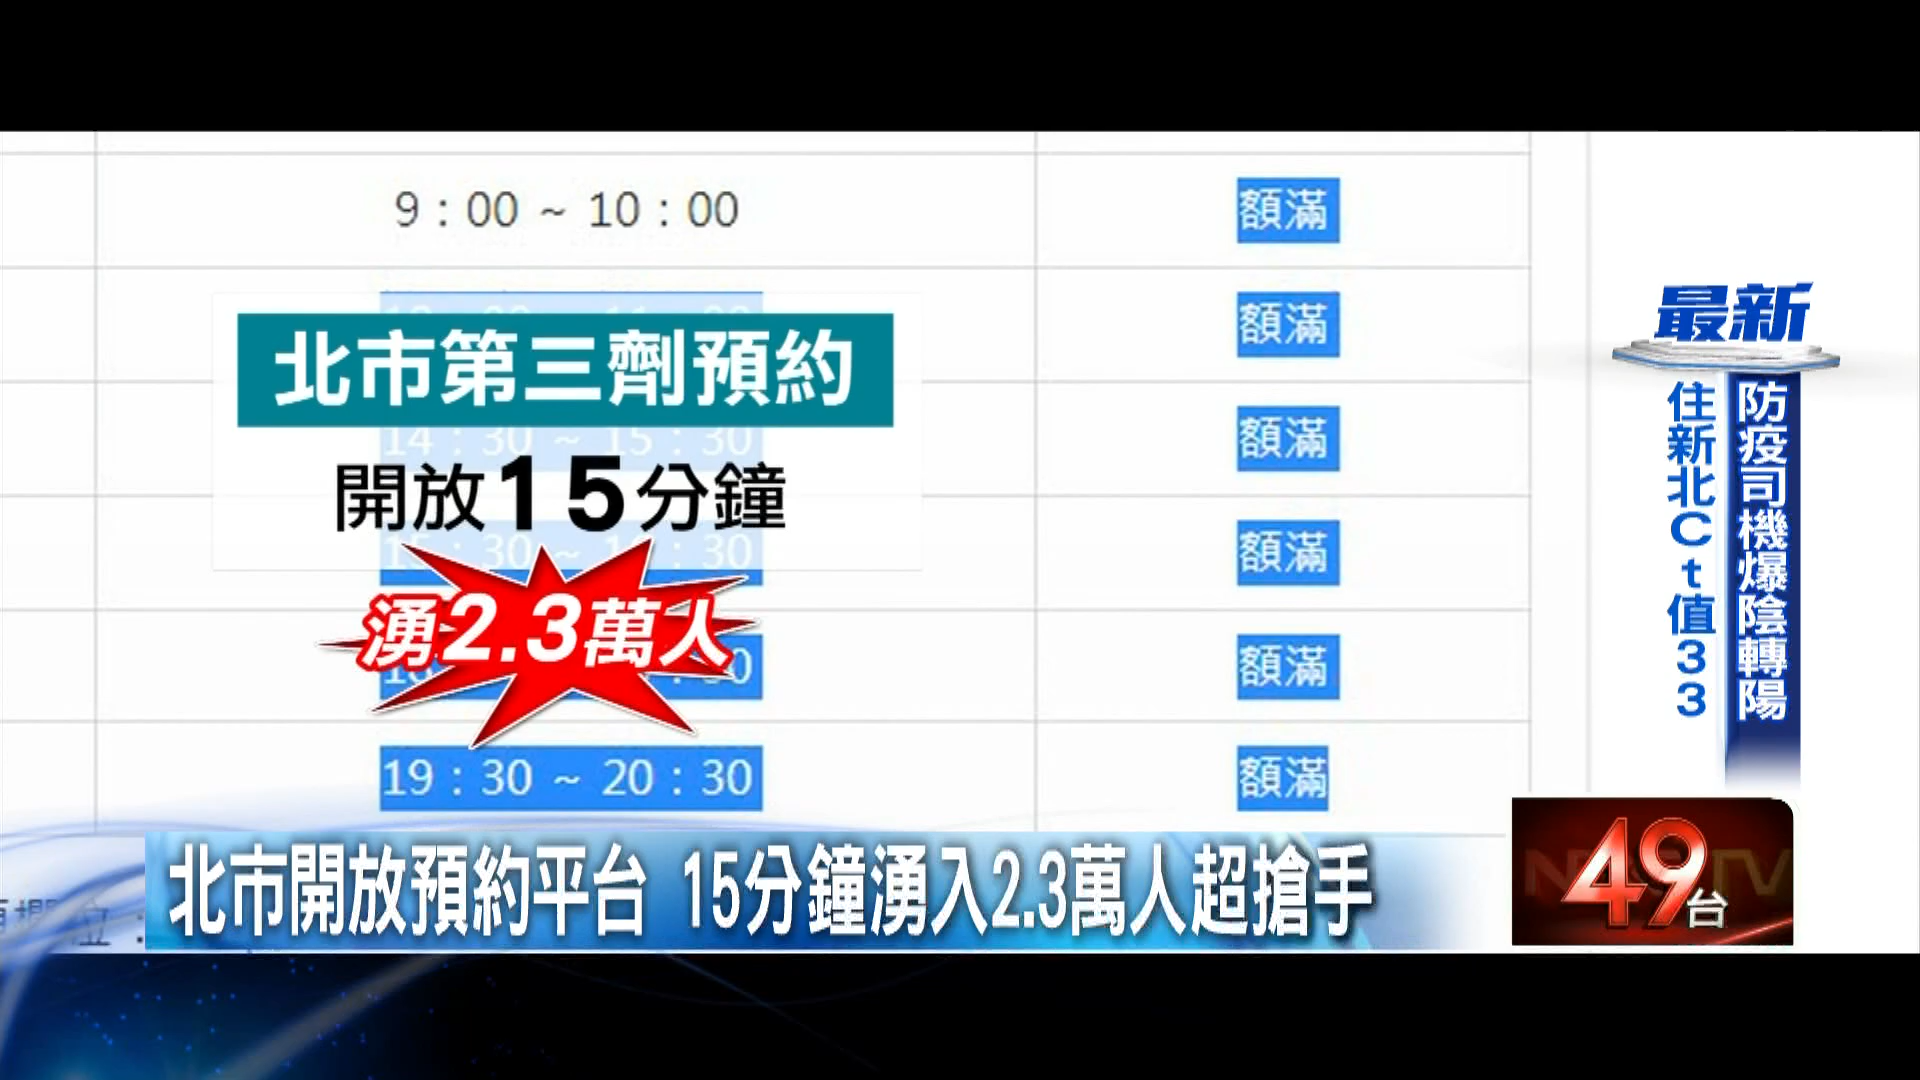 9：00 ~ 10：00 額滿
額滿
北市第三劑預約
14：30 ~ 15：30 額滿
開放15分鐘
額滿
湧2.3萬人
額滿
19：30 ~ 20：30 額滿
北市開放預約平台 15分鐘湧入2.3萬人超搶手
最新
防疫司機爆陰轉陽
住新北Ct值33
49台